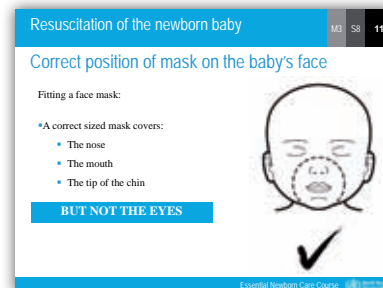 Resuscitation of the newborn baby
M3 S8 11
Correct position of mask on the baby's face
Fitting a face mask:
▪A correct sized mask covers:
▪ The nose
▪ The mouth
▪ The tip of the chin
BUT NOT THE EYES
Essential Newborn Care Course